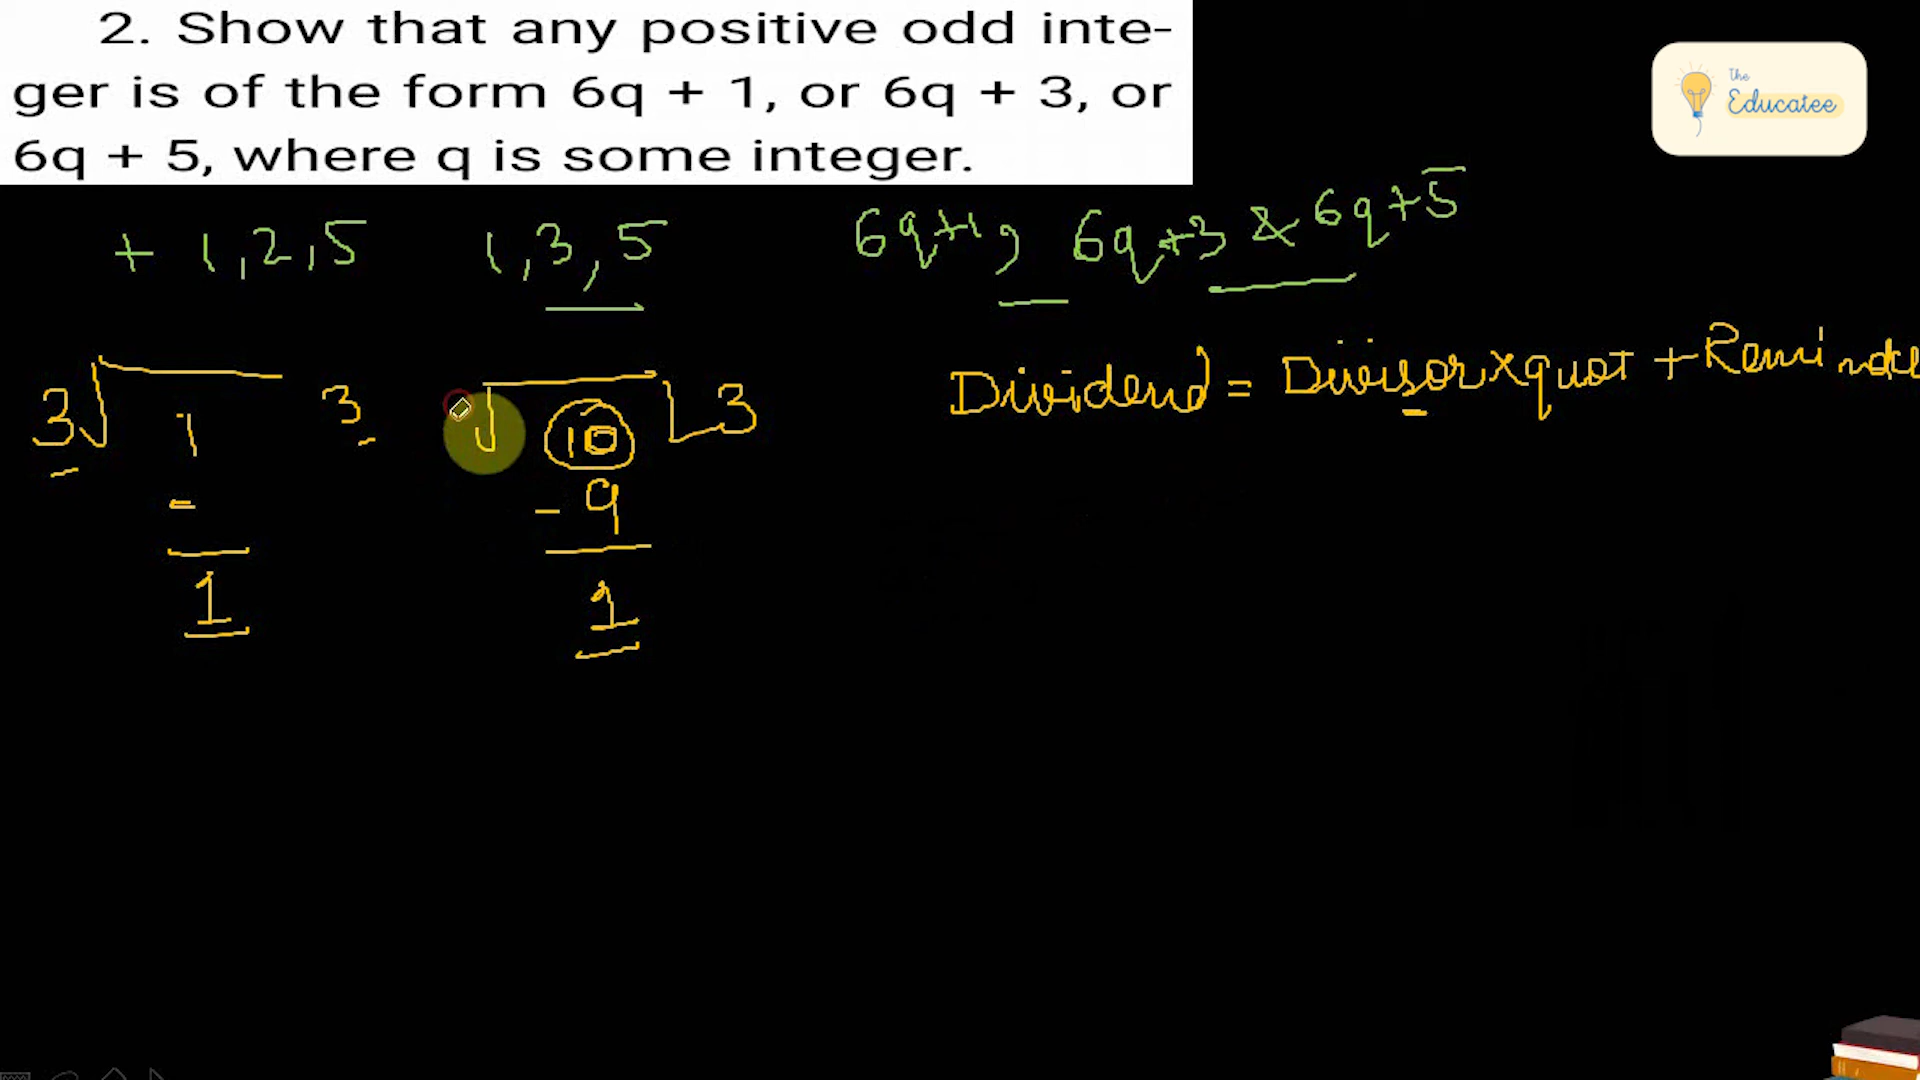 2. Show that any positive odd inte-
ger is of the form 6q + 1, or 6q + 3, or
6q + 5, where q is some integer.
The
Educatee
+ 1,2,5 1,3,5 6q+1, 6q+3 & 6q+5
Dividend = Divisor×quot + Reminde
3 1 3 10 3
- - 9
1 1